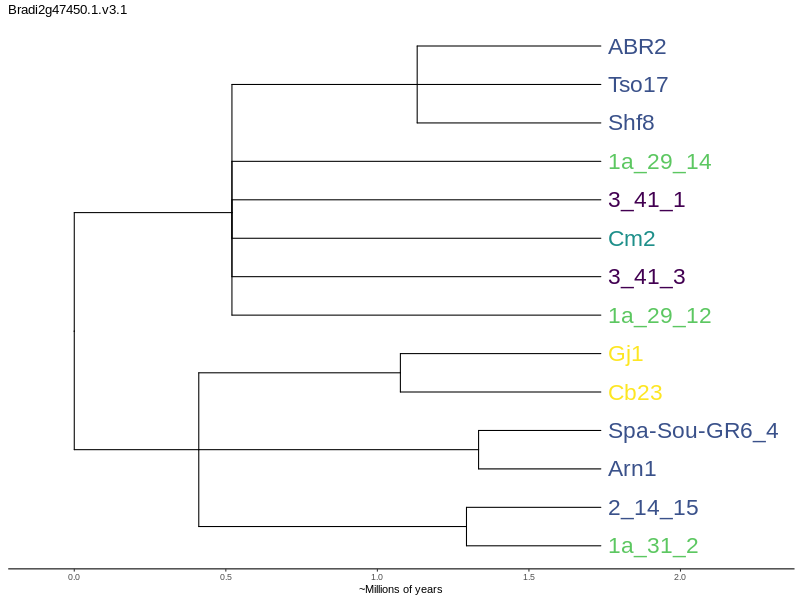 Bradi2g47450.1.v3.1
ABR2
Tso17
Shf8
1a_29_14
3_41_1
Cm2
3_41_3
1a_29_12
Gj1
Cb23
Spa-Sou-GR6_4
Arn1
2_14_15
1a_31_2
0.0 0.5 1.0 1.5 2.0
~Millions of years